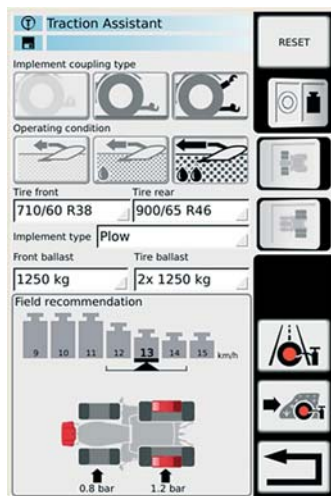 T Traction Assistant
RESET
Implement coupling type
Operating condition
Tire front Tire rear
710/60 R38 900/65 R46
Implement type Plow
Front ballast Tire ballast
1250 kg 2x 1250 kg
Field recommendation
9 10 11 12 13 14 15 km/h
0.8 bar 1.2 bar